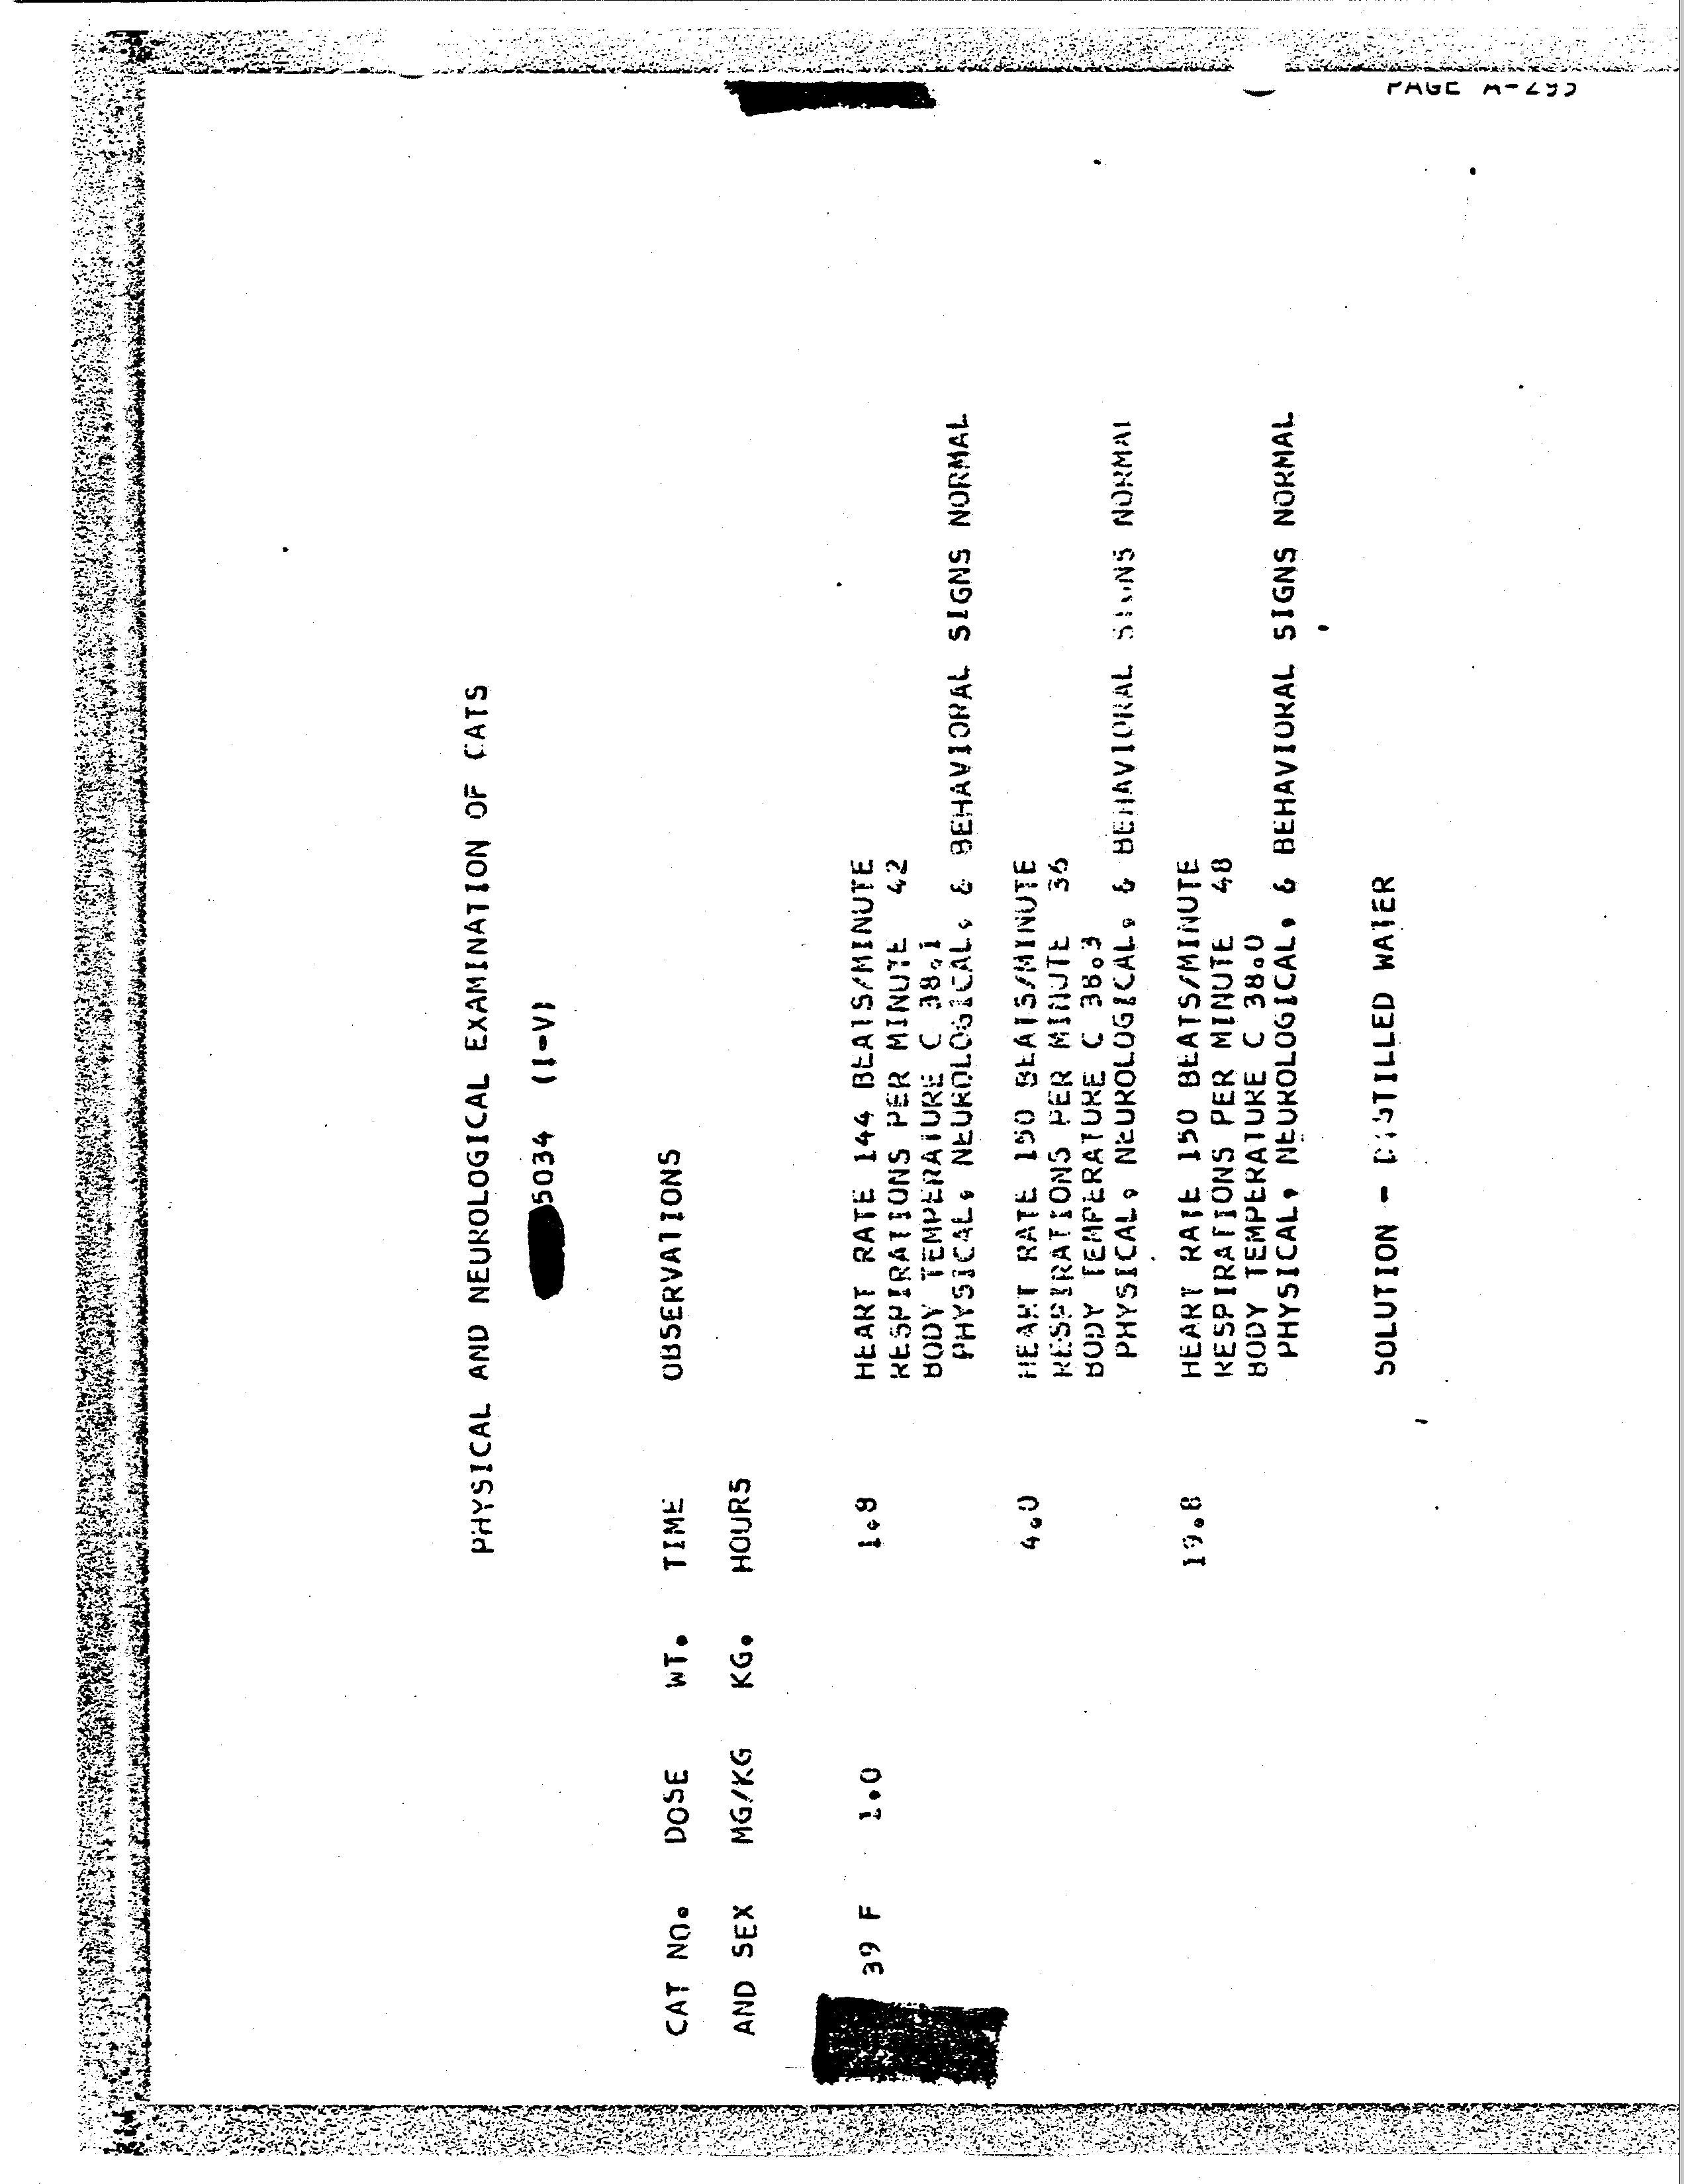 PAGE A-295
PHYSICAL AND NEUROLOGICAL EXAMINATION OF CATS
5034 (I-V)
CAT NO. DOSE WT. TIME OBSERVATIONS
AND SEX MG/KG KG. HOURS
39 F 1.0 1.8 HEART RATE 144 BEATS/MINUTE
RESPIRATIONS PER MINUTE 42
BODY TEMPERATURE C 38.1
PHYSICAL, NEUROLOGICAL, & BEHAVIORAL SIGNS NORMAL
4.0 HEART RATE 150 BEATS/MINUTE
RESPIRATIONS PER MINUTE 36
BODY TEMPERATURE C 38.3
PHYSICAL, NEUROLOGICAL, & BEHAVIORAL SIGNS NORMAL
19.8 HEART RATE 150 BEATS/MINUTE
RESPIRATIONS PER MINUTE 48
BODY TEMPERATURE C 38.0
PHYSICAL, NEUROLOGICAL, & BEHAVIORAL SIGNS NORMAL
SOLUTION - DISTILLED WATER